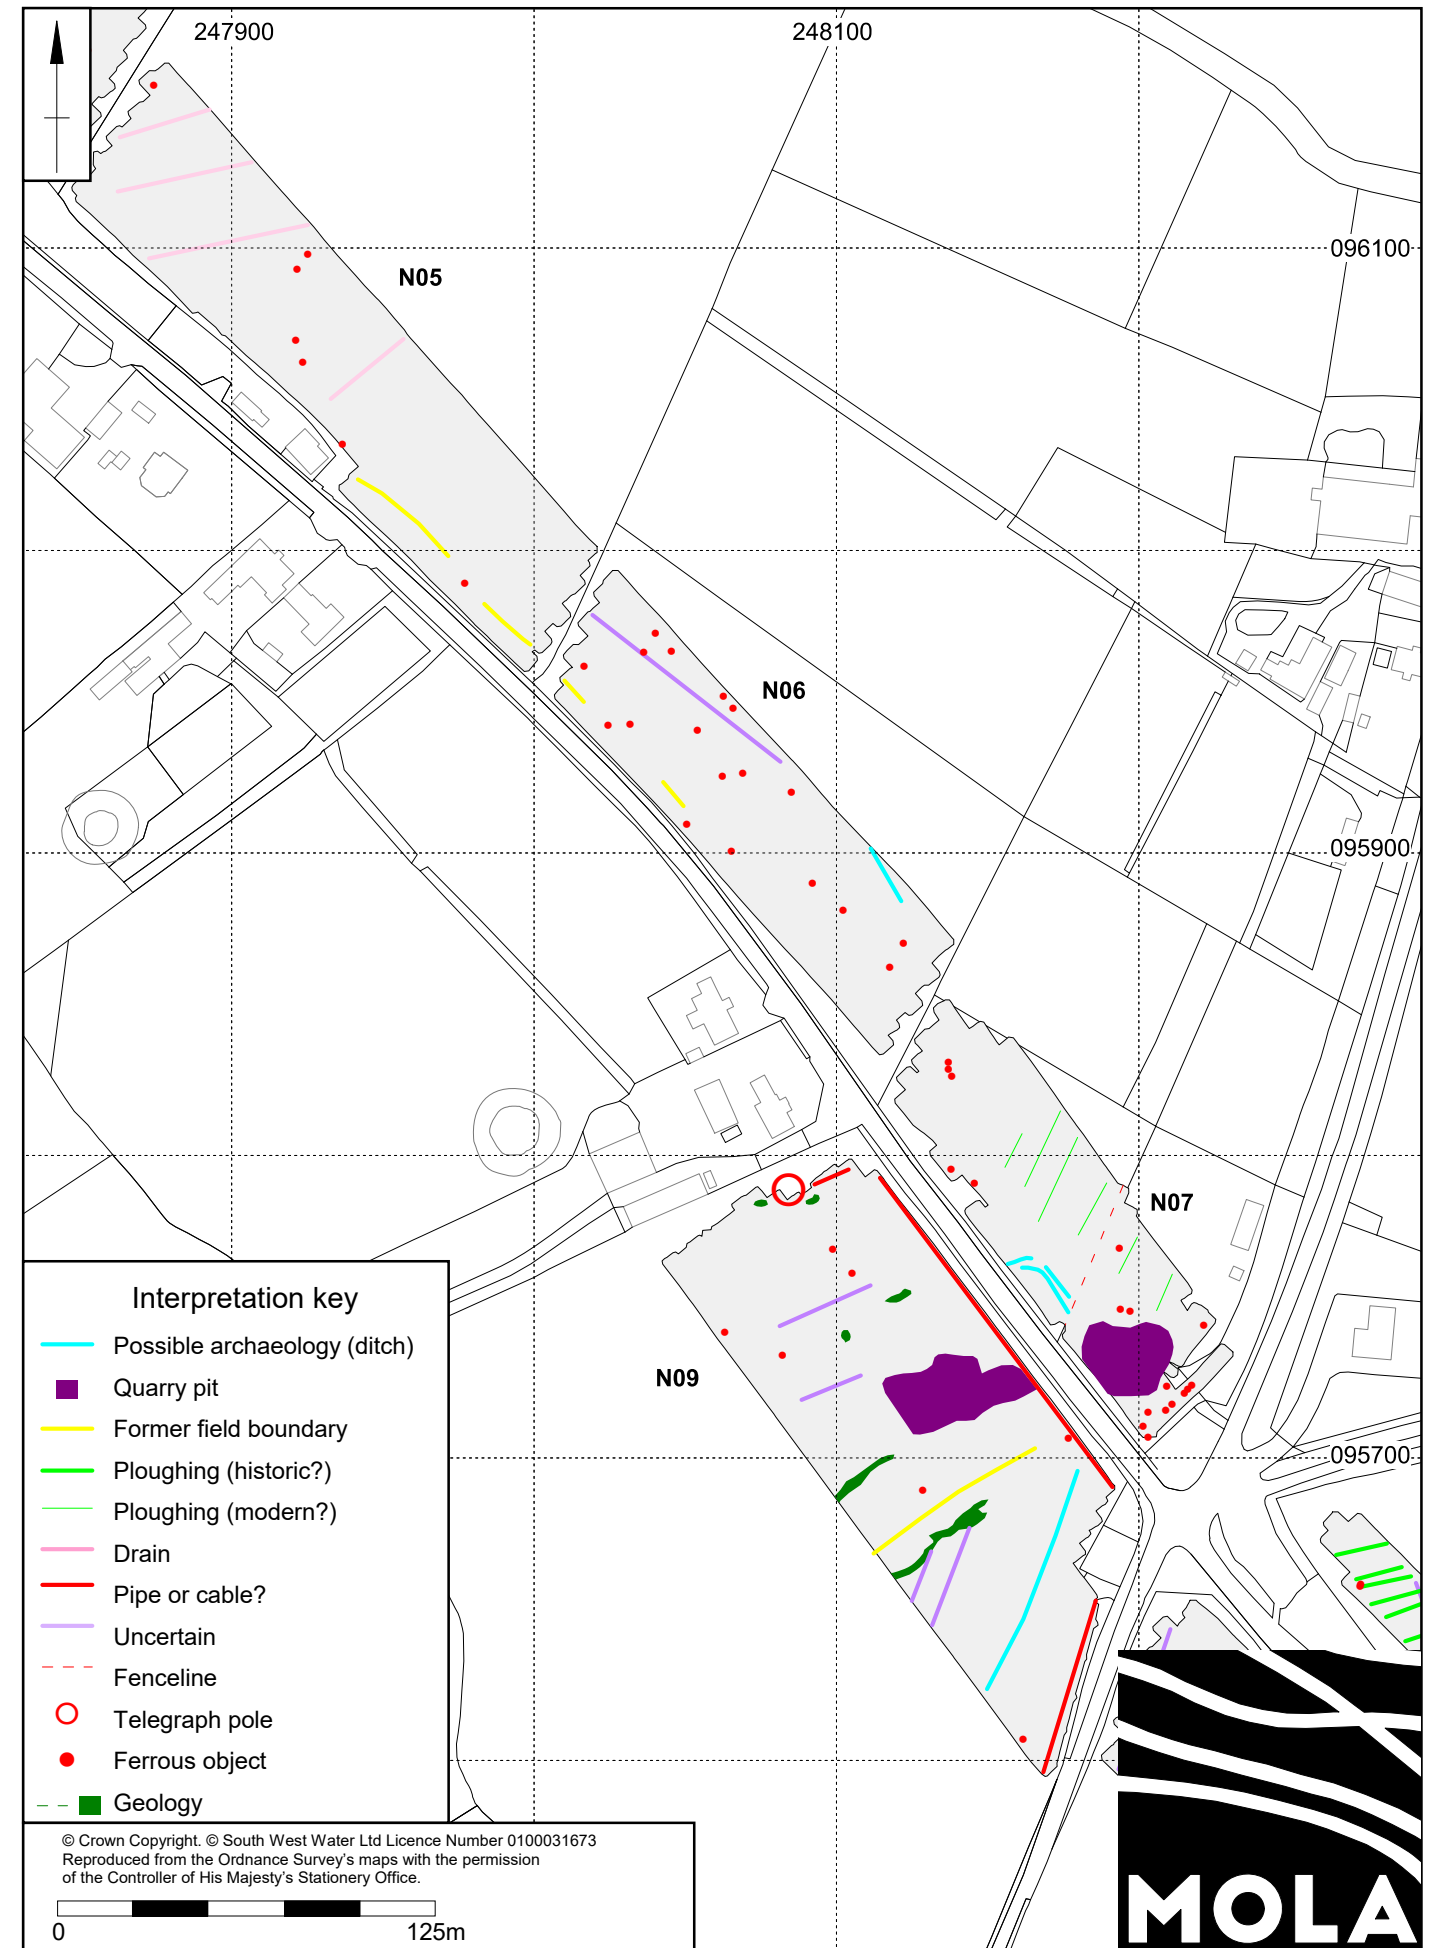 247900
248100
096100
N05
N06
095900
N07
N09
095700
Interpretation key
Possible archaeology (ditch)
Quarry pit
Former field boundary
Ploughing (historic?)
Ploughing (modern?)
Drain
Pipe or cable?
Uncertain
Fenceline
Telegraph pole
Ferrous object
Geology
© Crown Copyright. © South West Water Ltd Licence Number 0100031673
Reproduced from the Ordnance Survey's maps with the permission
of the Controller of His Majesty's Stationery Office.
0 125m
MOLA